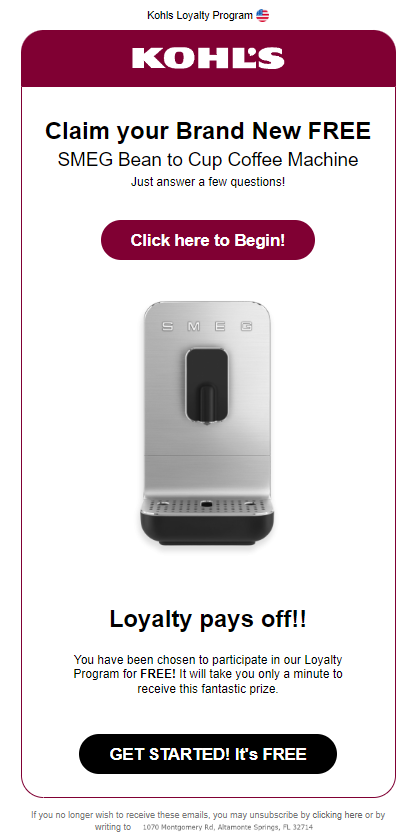 Kohls Loyalty Program
KOHL'S
Claim your Brand New FREE
SMEG Bean to Cup Coffee Machine
Just answer a few questions!
Click here to Begin!
SMEG
Loyalty pays off!!
You have been chosen to participate in our Loyalty
Program for FREE! It will take you only a minute to
receive this fantastic prize.
GET STARTED! It's FREE
If you no longer wish to receive these emails, you may unsubscribe by clicking here or by
writing to 1070 Montgomery Rd, Altamonte Springs, FL 32714